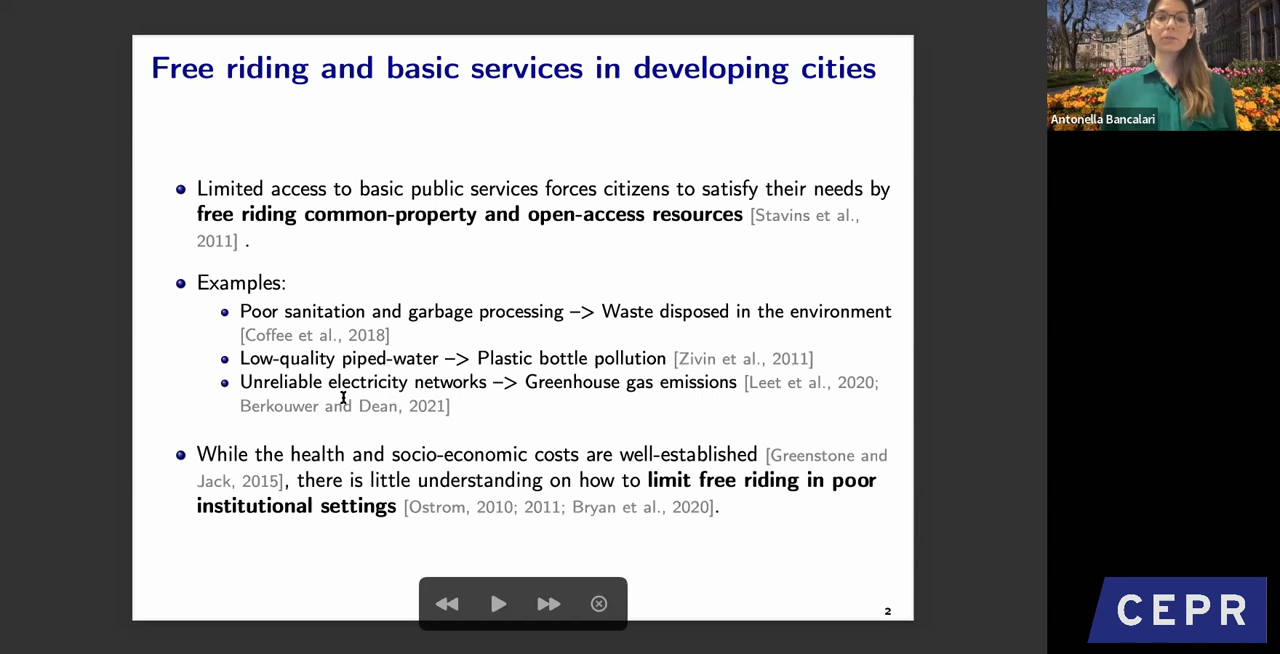 Free riding and basic services in developing cities
Limited access to basic public services forces citizens to satisfy their needs by
free riding common-property and open-access resources [Stavins et al.,
2011] .
Examples:
Poor sanitation and garbage processing –> Waste disposed in the environment
[Coffee et al., 2018]
Low-quality piped-water –> Plastic bottle pollution [Zivin et al., 2011]
Unreliable electricity networks –> Greenhouse gas emissions [Leet et al., 2020;
Berkouwer and Dean, 2021]
While the health and socio-economic costs are well-established [Greenstone and
Jack, 2015], there is little understanding on how to limit free riding in poor
institutional settings [Ostrom, 2010; 2011; Bryan et al., 2020].
2
Antonella Bancalari
CEPR